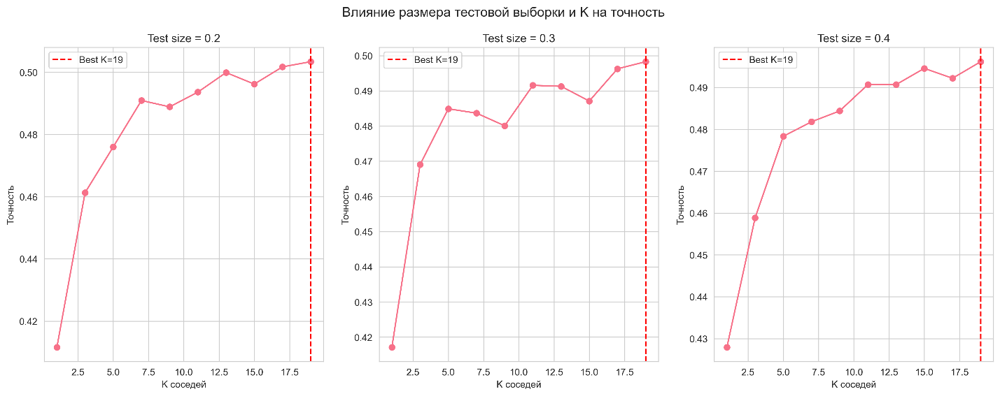 Влияние размера тестовой выборки и K на точность
Test size = 0.2
Best K=19
0.50
0.48
0.46
0.44
0.42
Точность
2.5 5.0 7.5 10.0 12.5 15.0 17.5
K соседей
Test size = 0.3
Best K=19
0.50
0.49
0.48
0.47
0.46
0.45
0.44
0.43
0.42
Точность
2.5 5.0 7.5 10.0 12.5 15.0 17.5
K соседей
Test size = 0.4
Best K=19
0.49
0.48
0.47
0.46
0.45
0.44
0.43
Точность
2.5 5.0 7.5 10.0 12.5 15.0 17.5
K соседей